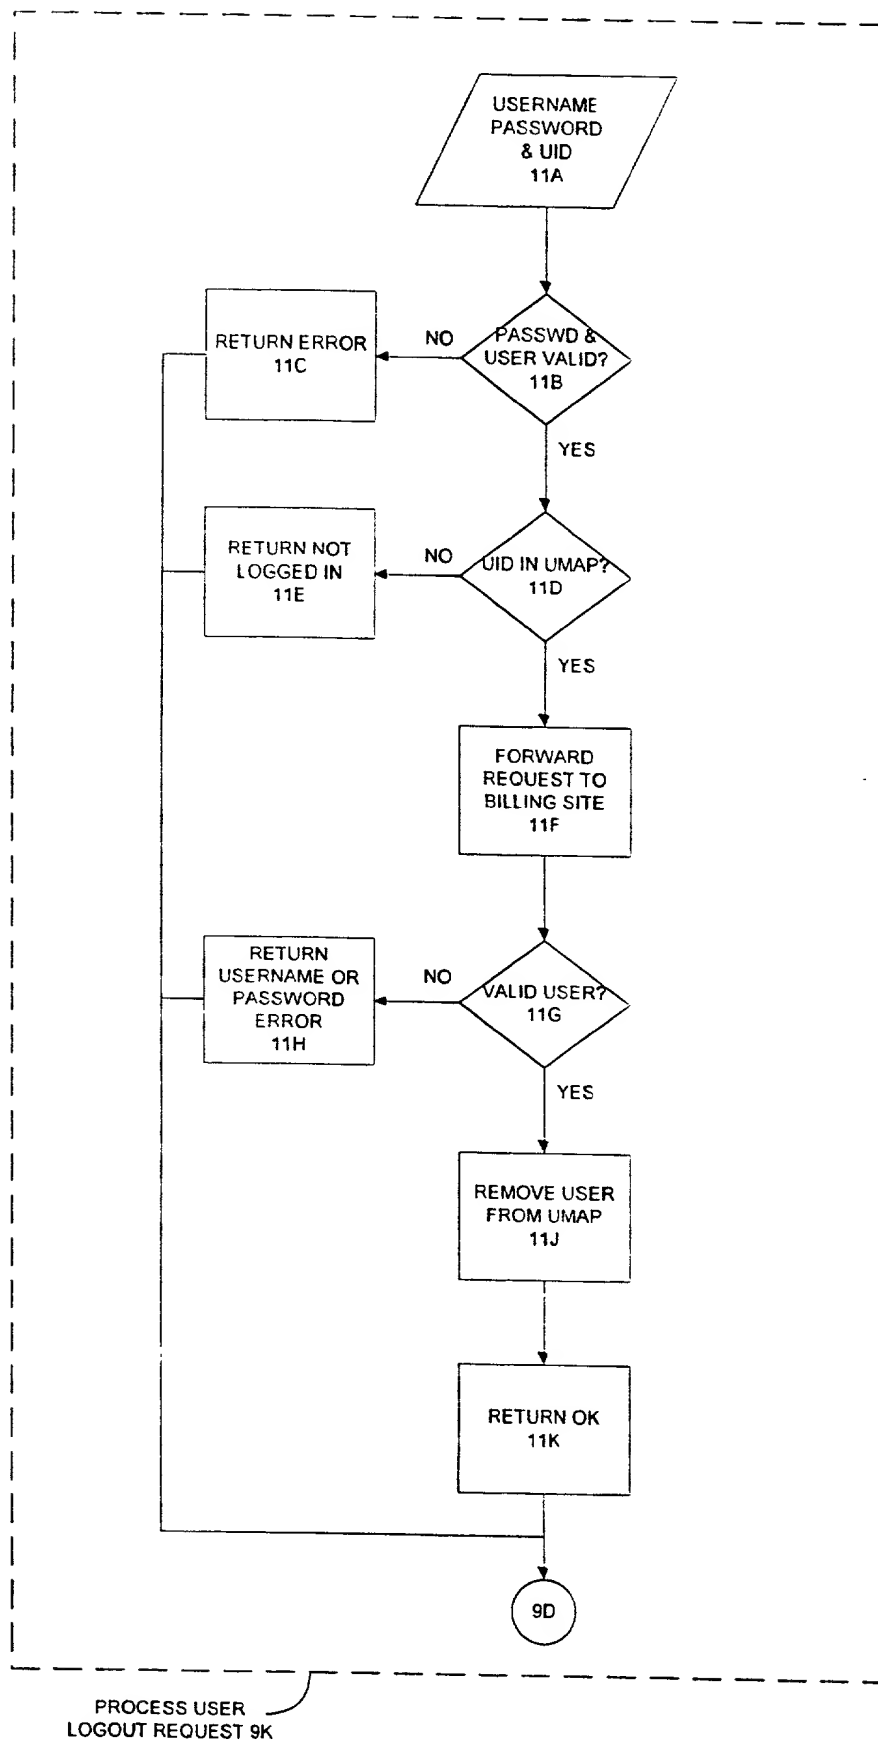 USERNAME
PASSWORD
& UID
11A
PASSWD &
USER VALID?
11B
NO
RETURN ERROR
11C
YES
UID IN UMAP?
11D
NO
RETURN NOT
LOGGED IN
11E
YES
FORWARD
REQUEST TO
BILLING SITE
11F
VALID USER?
11G
NO
RETURN
USERNAME OR
PASSWORD
ERROR
11H
YES
REMOVE USER
FROM UMAP
11J
RETURN OK
11K
9D
PROCESS USER
LOGOUT REQUEST 9K